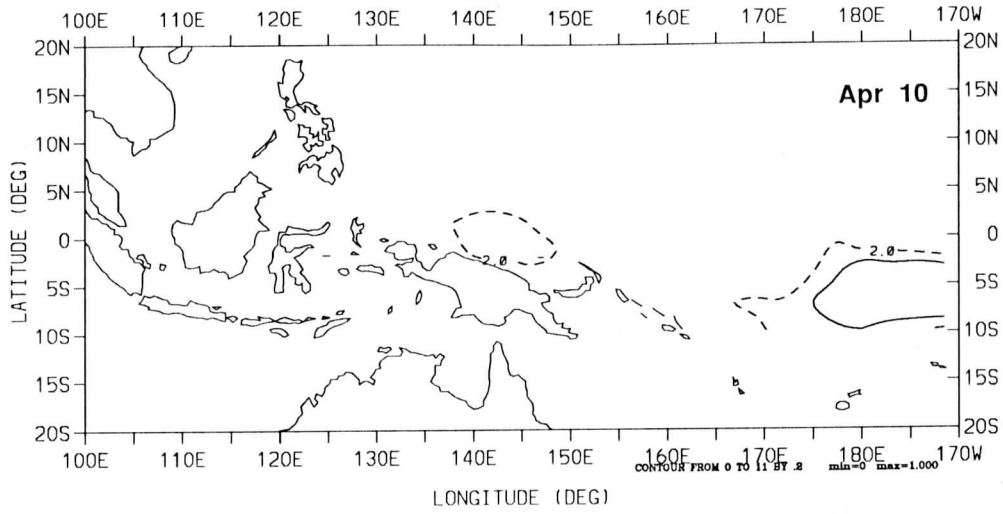 100E 110E 120E 130E 140E 150E 160E 170E 180E 170W
20N 20N
Apr 10
15N 15N
10N 10N
5N 5N
0 0
2.0
2.0
5S 5S
10S 10S
15S 15S
20S 20S
LATITUDE (DEG)
100E 110E 120E 130E 140E 150E 160E 170E 180E 170W
CONTOUR FROM 0 TO 11 BY .2 min=0 max=1.000
LONGITUDE (DEG)